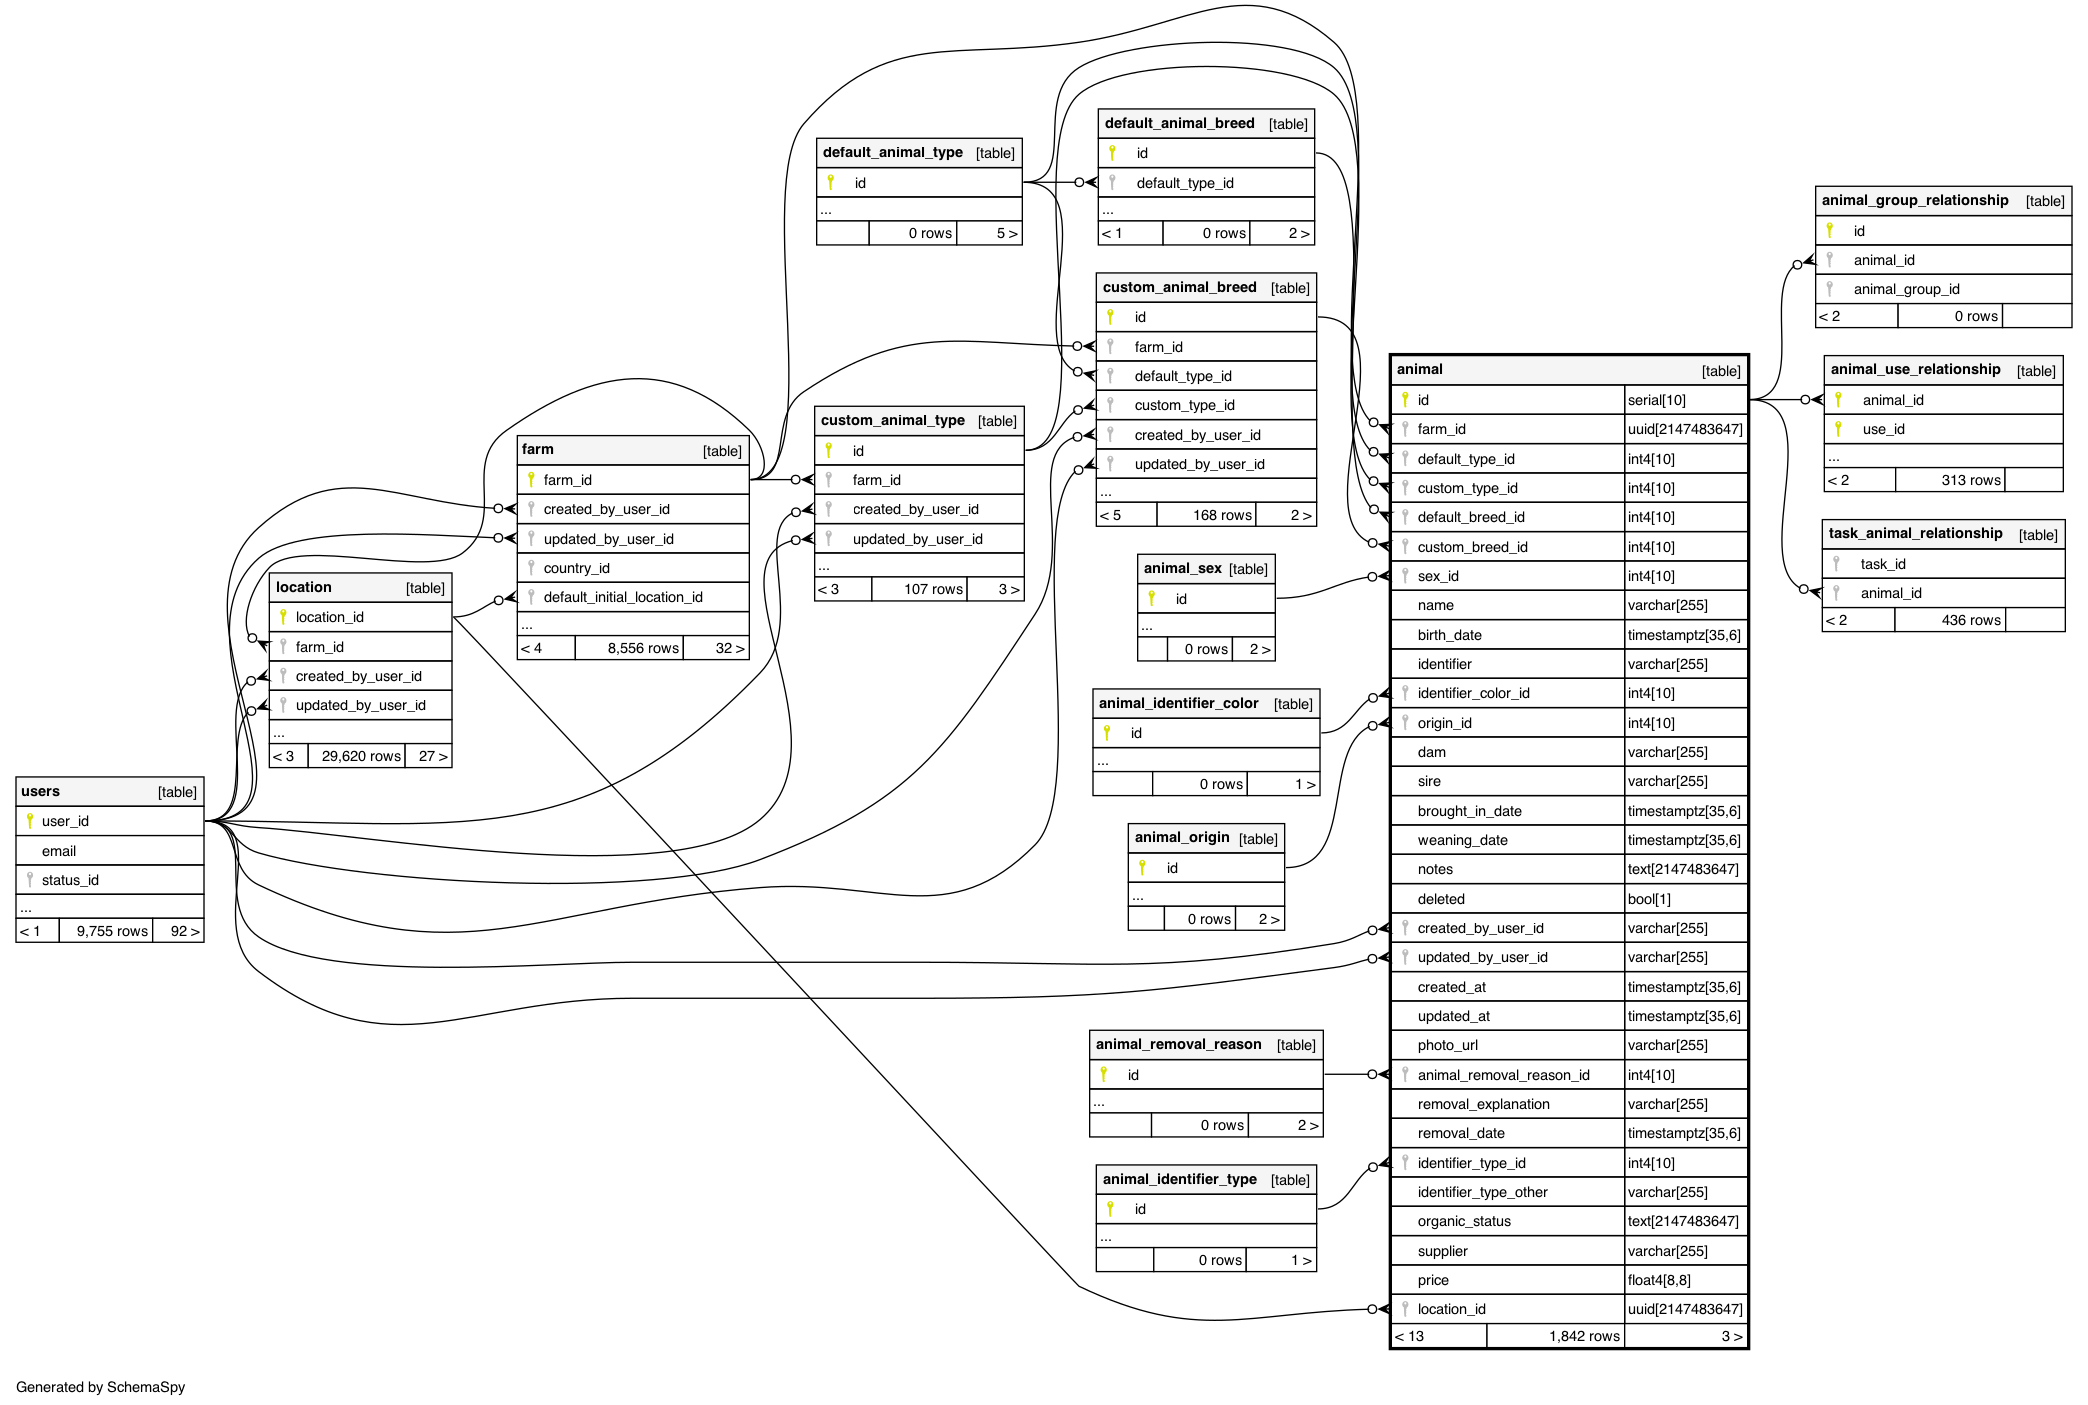 default_animal_type [table]
id
...
0 rows 5 >
default_animal_breed [table]
id
default_type_id
...
< 1 0 rows 2 >
custom_animal_breed [table]
id
farm_id
default_type_id
custom_type_id
created_by_user_id
updated_by_user_id
...
< 5 168 rows 2 >
custom_animal_type [table]
id
farm_id
created_by_user_id
updated_by_user_id
...
< 3 107 rows 3 >
farm [table]
farm_id
created_by_user_id
updated_by_user_id
country_id
default_initial_location_id
...
< 4 8,556 rows 32 >
location [table]
location_id
farm_id
created_by_user_id
updated_by_user_id
...
< 3 29,620 rows 27 >
users [table]
user_id
email
status_id
...
< 1 9,755 rows 92 >
animal_sex [table]
id
...
0 rows 2 >
animal_identifier_color [table]
id
...
0 rows 1 >
animal_origin [table]
id
...
0 rows 2 >
animal_removal_reason [table]
id
...
0 rows 2 >
animal_identifier_type [table]
id
...
0 rows 1 >
animal [table]
id serial[10]
farm_id uuid[2147483647]
default_type_id int4[10]
custom_type_id int4[10]
default_breed_id int4[10]
custom_breed_id int4[10]
sex_id int4[10]
name varchar[255]
birth_date timestamptz[35,6]
identifier varchar[255]
identifier_color_id int4[10]
origin_id int4[10]
dam varchar[255]
sire varchar[255]
brought_in_date timestamptz[35,6]
weaning_date timestamptz[35,6]
notes text[2147483647]
deleted bool[1]
created_by_user_id varchar[255]
updated_by_user_id varchar[255]
created_at timestamptz[35,6]
updated_at timestamptz[35,6]
photo_url varchar[255]
animal_removal_reason_id int4[10]
removal_explanation varchar[255]
removal_date timestamptz[35,6]
identifier_type_id int4[10]
identifier_type_other varchar[255]
organic_status text[2147483647]
supplier varchar[255]
price float4[8,8]
location_id uuid[2147483647]
< 13 1,842 rows 3 >
animal_group_relationship [table]
id
animal_id
animal_group_id
< 2 0 rows
animal_use_relationship [table]
animal_id
use_id
...
< 2 313 rows
task_animal_relationship [table]
task_id
animal_id
< 2 436 rows
Generated by SchemaSpy